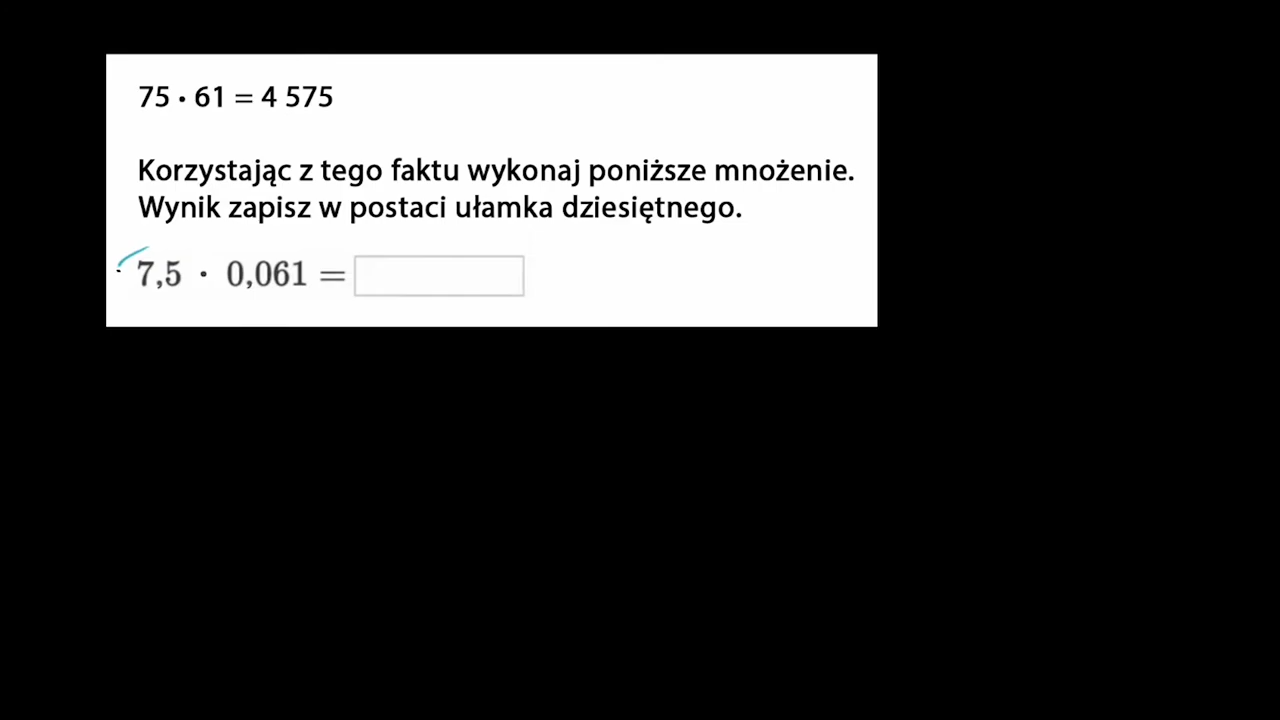 75 • 61 = 4 575
Korzystając z tego faktu wykonaj poniższe mnożenie.
Wynik zapisz w postaci ułamka dziesiętnego.
7,5 · 0,061 =